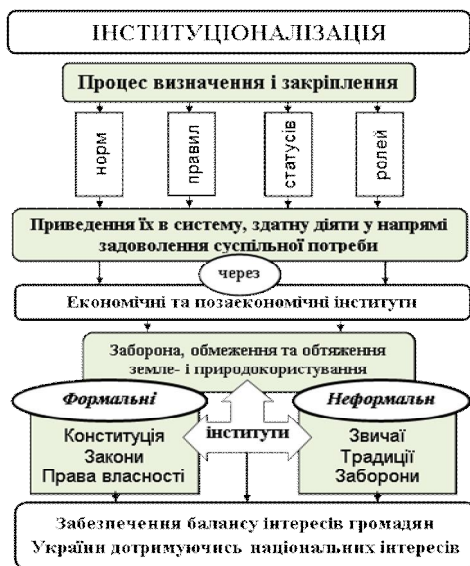 ІНСТИТУЦІОНАЛІЗАЦІЯ
Процес визначення і закріплення
норм
правил
статусів
ролей
Приведення їх в систему, здатну діяти у напрямі
задоволення суспільної потреби
через
Економічні та позаекономічні інститути
Заборона, обмеження та обтяження
земле- і природокористування
Формальні
Неформальн
Конституція
Закони
Права власності
інститути
Звичаї
Традиції
Заборони
Забезпечення балансу інтересів громадян
України дотримуючись національних інтересів